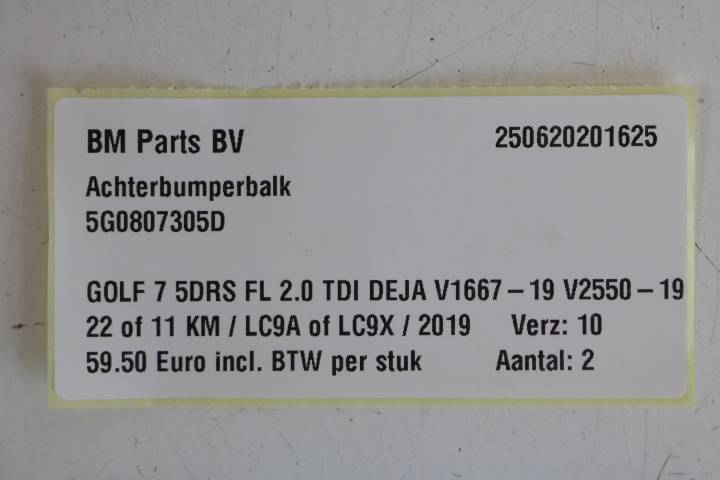 BM Parts BV 250620201625
Achterbumperbalk
5G0807305D
GOLF 7 5DRS FL 2.0 TDI DEJA V1667 – 19 V2550 – 19
22 of 11 KM / LC9A of LC9X / 2019 Verz: 10
59.50 Euro incl. BTW per stuk Aantal: 2